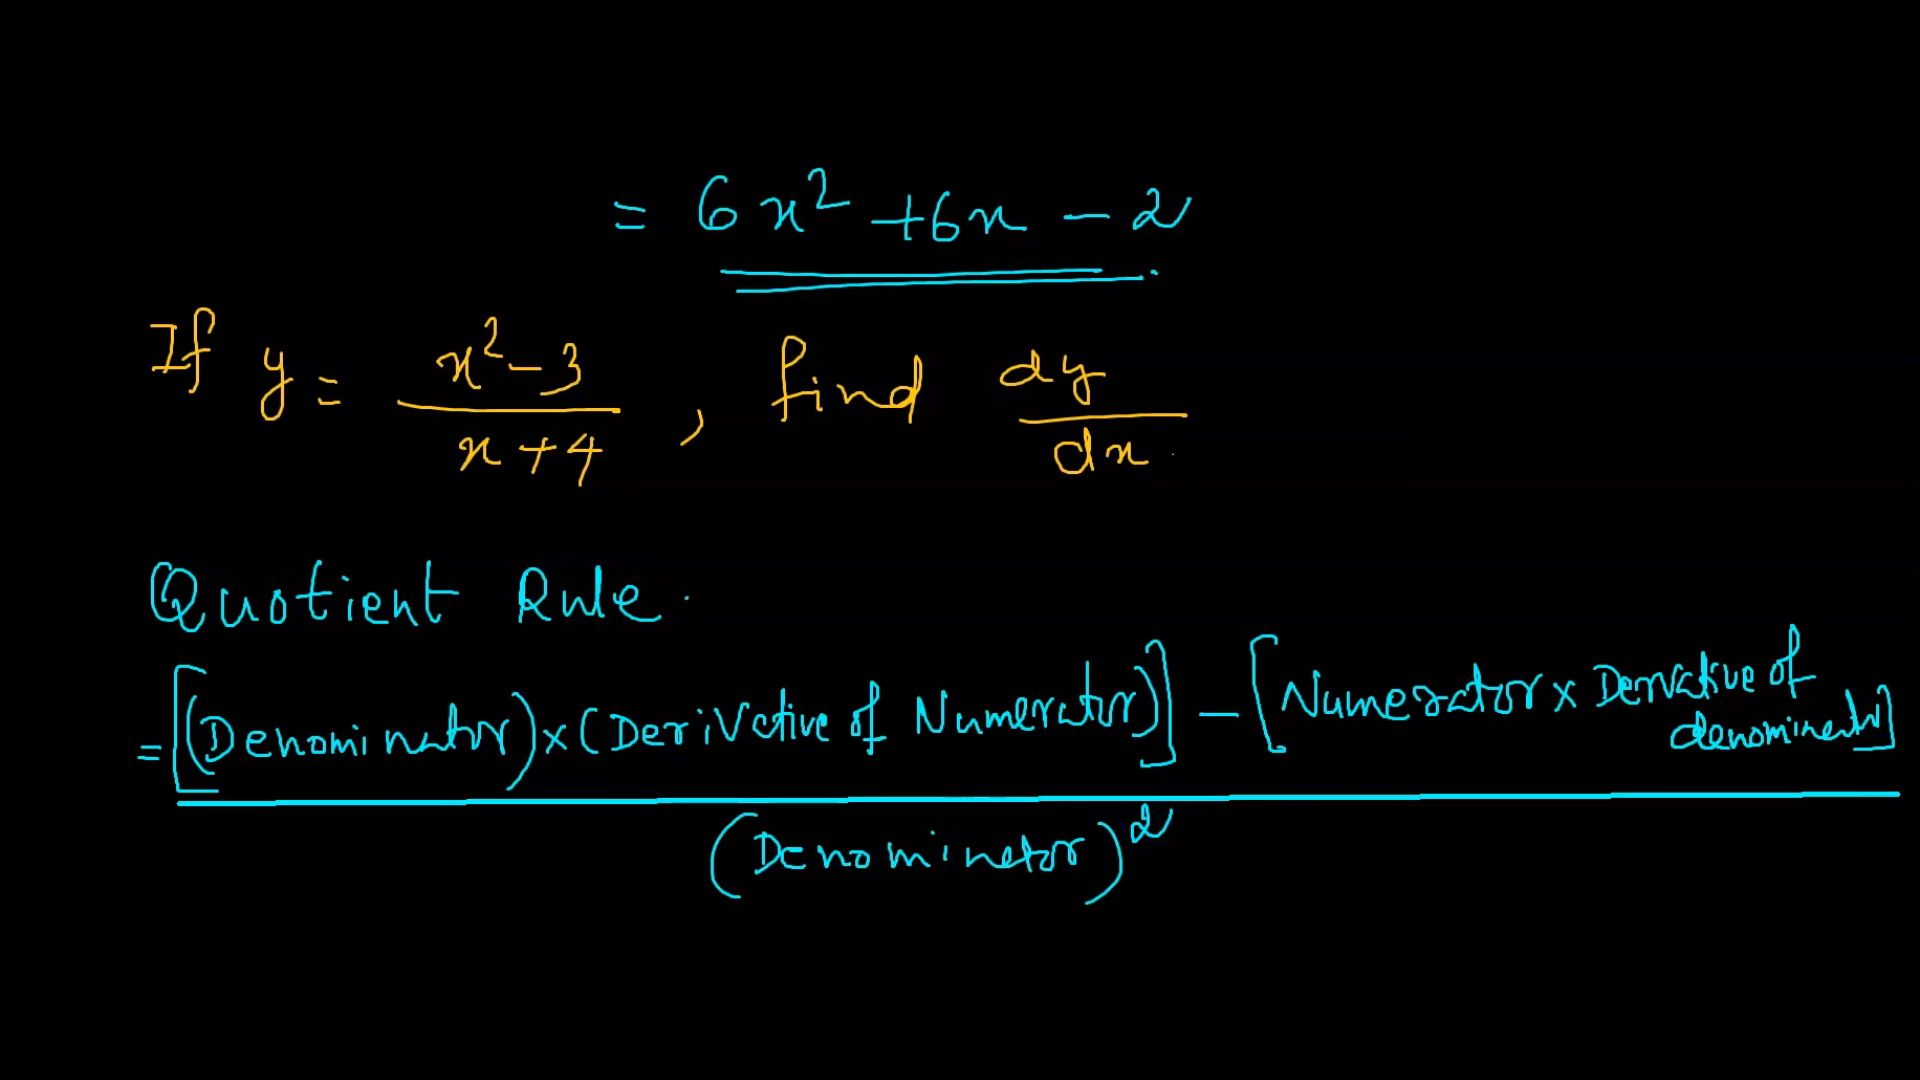 = 6x² + 6x - 2
If y = (x² - 3)/(x + 4), find dy/dx
Quotient Rule.
= [(Denominator) × (Derivative of Numerator)] - [Numerator × Derivative of denominator]
(Denominator)²